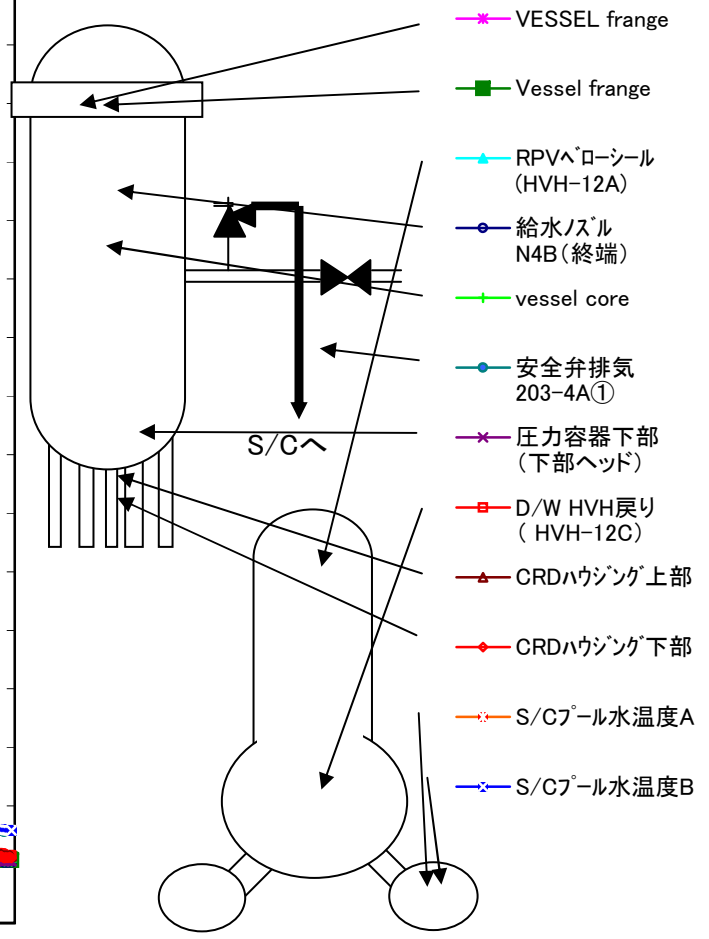 VESSEL frange
Vessel frange
RPVベローシール
(HVH-12A)
給水ノズル
N4B(終端)
vessel core
安全弁排気
203-4A①
S/Cへ
圧力容器下部
(下部ヘッド)
D/W HVH戻り
( HVH-12C)
CRDハウジング上部
CRDハウジング下部
S/Cプール水温度A
S/Cプール水温度B